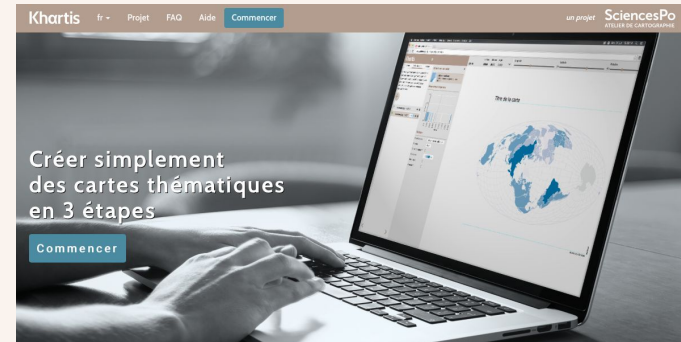 Khartis fr Projet FAQ Aide Commencer un projet SciencesPo
ATELIER DE CARTOGRAPHIE
Titre de la carte
Créer simplement
des cartes thématiques
en 3 étapes
Commencer